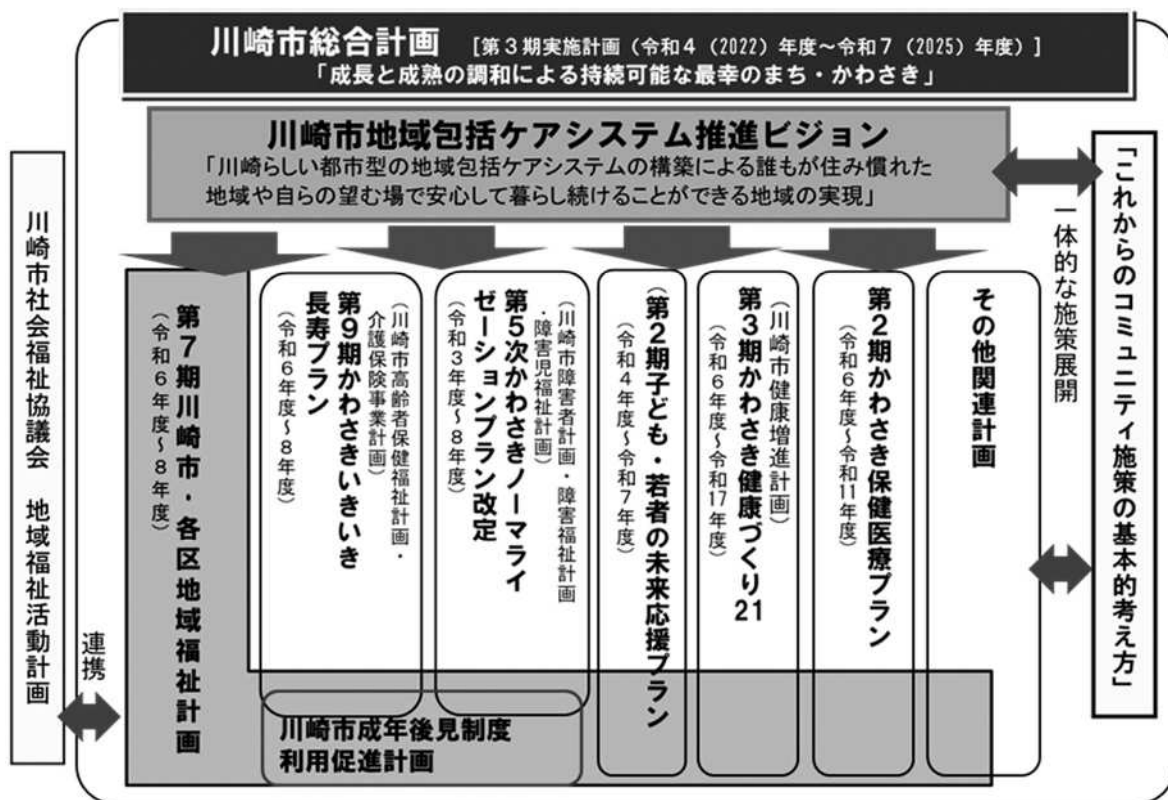 川崎市総合計画 [第3期実施計画（令和4（2022）年度～令和7（2025）年度）]
「成長と成熟の調和による持続可能な最幸のまち・かわさき」
川崎市地域包括ケアシステム推進ビジョン
「川崎らしい都市型の地域包括ケアシステムの構築による誰もが住み慣れた
地域や自らの望む場で安心して暮らし続けることができる地域の実現」
川崎市社会福祉協議会 地域福祉活動計画
連携
第7期川崎市・各区地域福祉計画
（令和6年度～8年度）
（川崎市高齢者保健福祉計画・
介護保険事業計画）
第9期かわさきいきいき
長寿プラン
（令和6年度～8年度）
（川崎市障害者計画・障害福祉計画
・障害児福祉計画）
第5次かわさきノーマライ
ゼーションプラン改定
（令和3年度～8年度）
第2期子ども・若者の未来応援プラン
（令和4年度～令和7年度）
（川崎市健康増進計画）
第3期かわさき健康づくり21
（令和6年度～令和17年度）
第2期かわさき保健医療プラン
（令和6年度～令和11年度）
その他関連計画
川崎市成年後見制度
利用促進計画
一体的な施策展開
「これからのコミュニティ施策の基本的考え方」